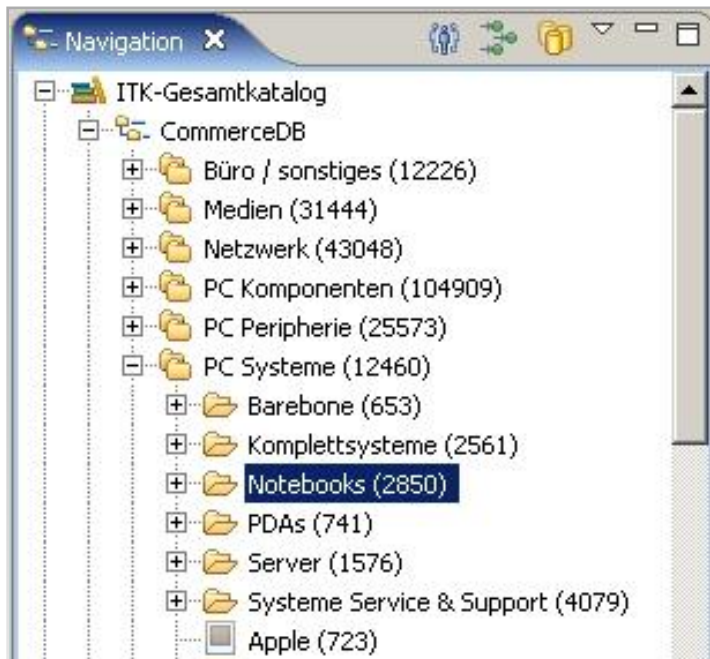 Navigation
ITK-Gesamtkatalog
CommerceDB
Büro / sonstiges (12226)
Medien (31444)
Netzwerk (43048)
PC Komponenten (104909)
PC Peripherie (25573)
PC Systeme (12460)
Barebone (653)
Komplettsysteme (2561)
Notebooks (2850)
PDAs (741)
Server (1576)
Systeme Service & Support (4079)
Apple (723)